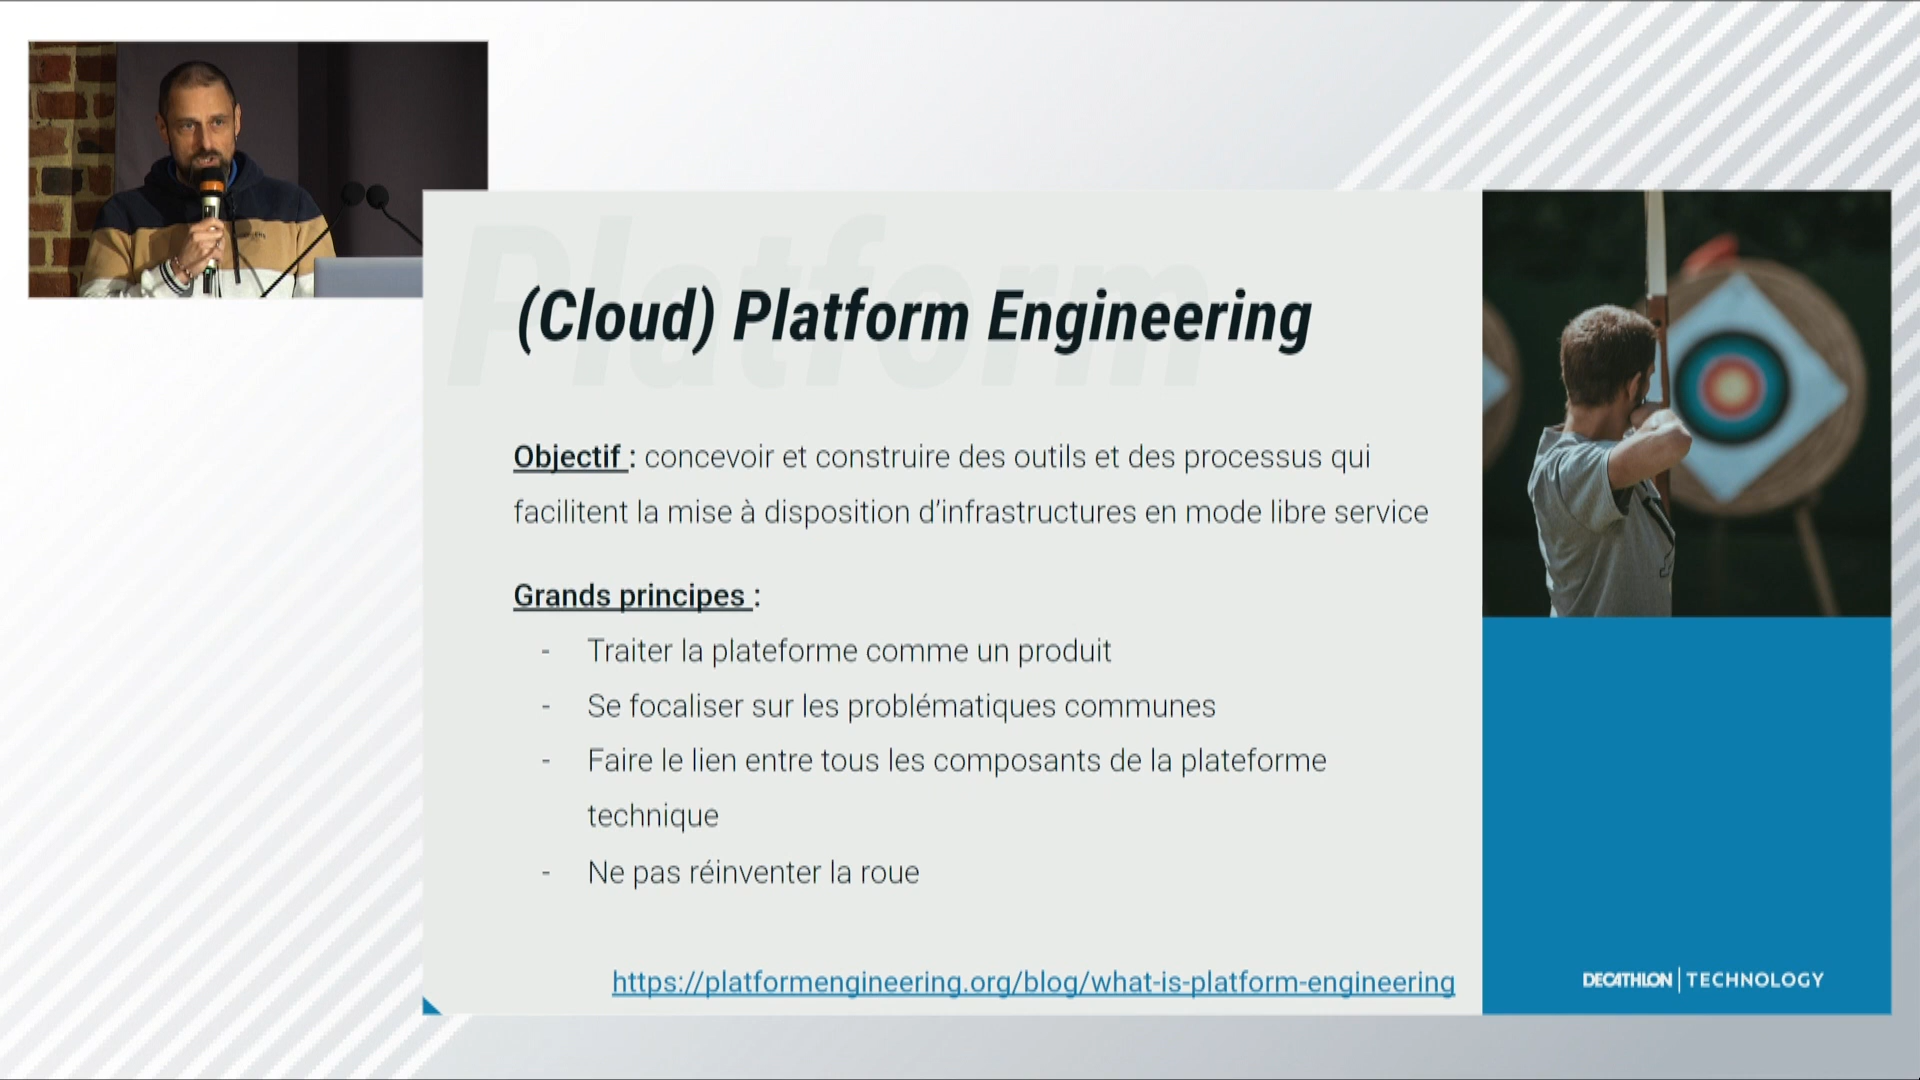 Platform
(Cloud) Platform Engineering
Objectif : concevoir et construire des outils et des processus qui
facilitent la mise à disposition d’infrastructures en mode libre service
Grands principes :
- Traiter la plateforme comme un produit
- Se focaliser sur les problématiques communes
- Faire le lien entre tous les composants de la plateforme
technique
- Ne pas réinventer la roue
https://platformengineering.org/blog/what-is-platform-engineering
DECATHLON | TECHNOLOGY